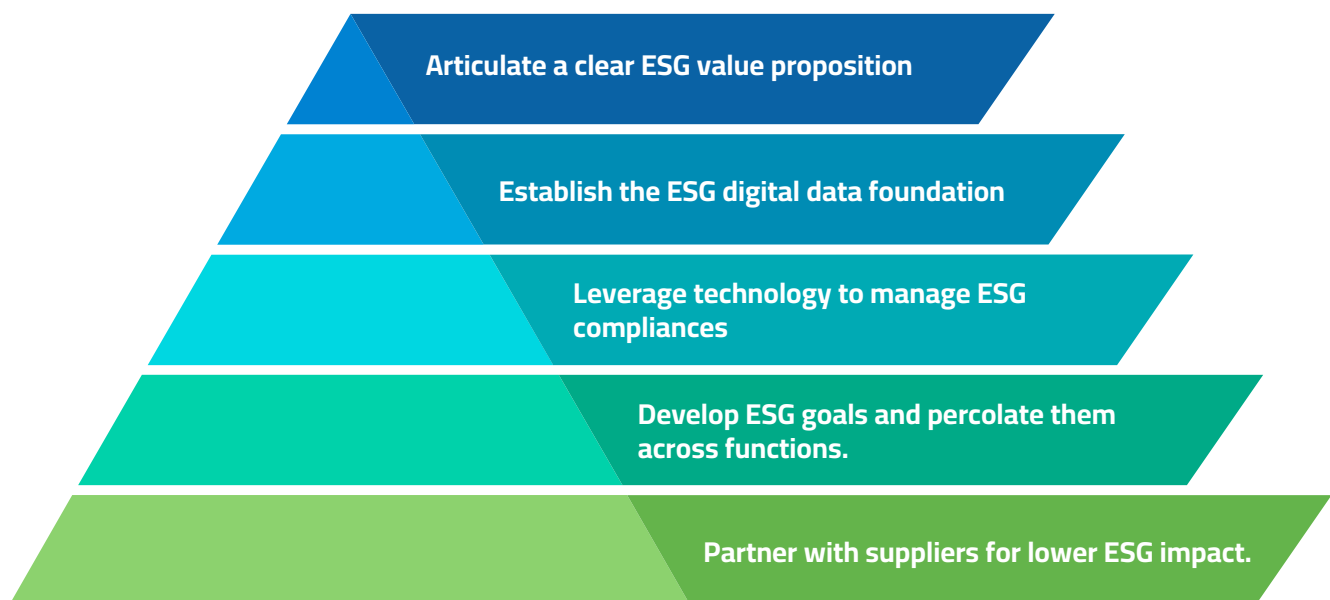 Articulate a clear ESG value proposition
Establish the ESG digital data foundation
Leverage technology to manage ESG
compliances
Develop ESG goals and percolate them
across functions.
Partner with suppliers for lower ESG impact.